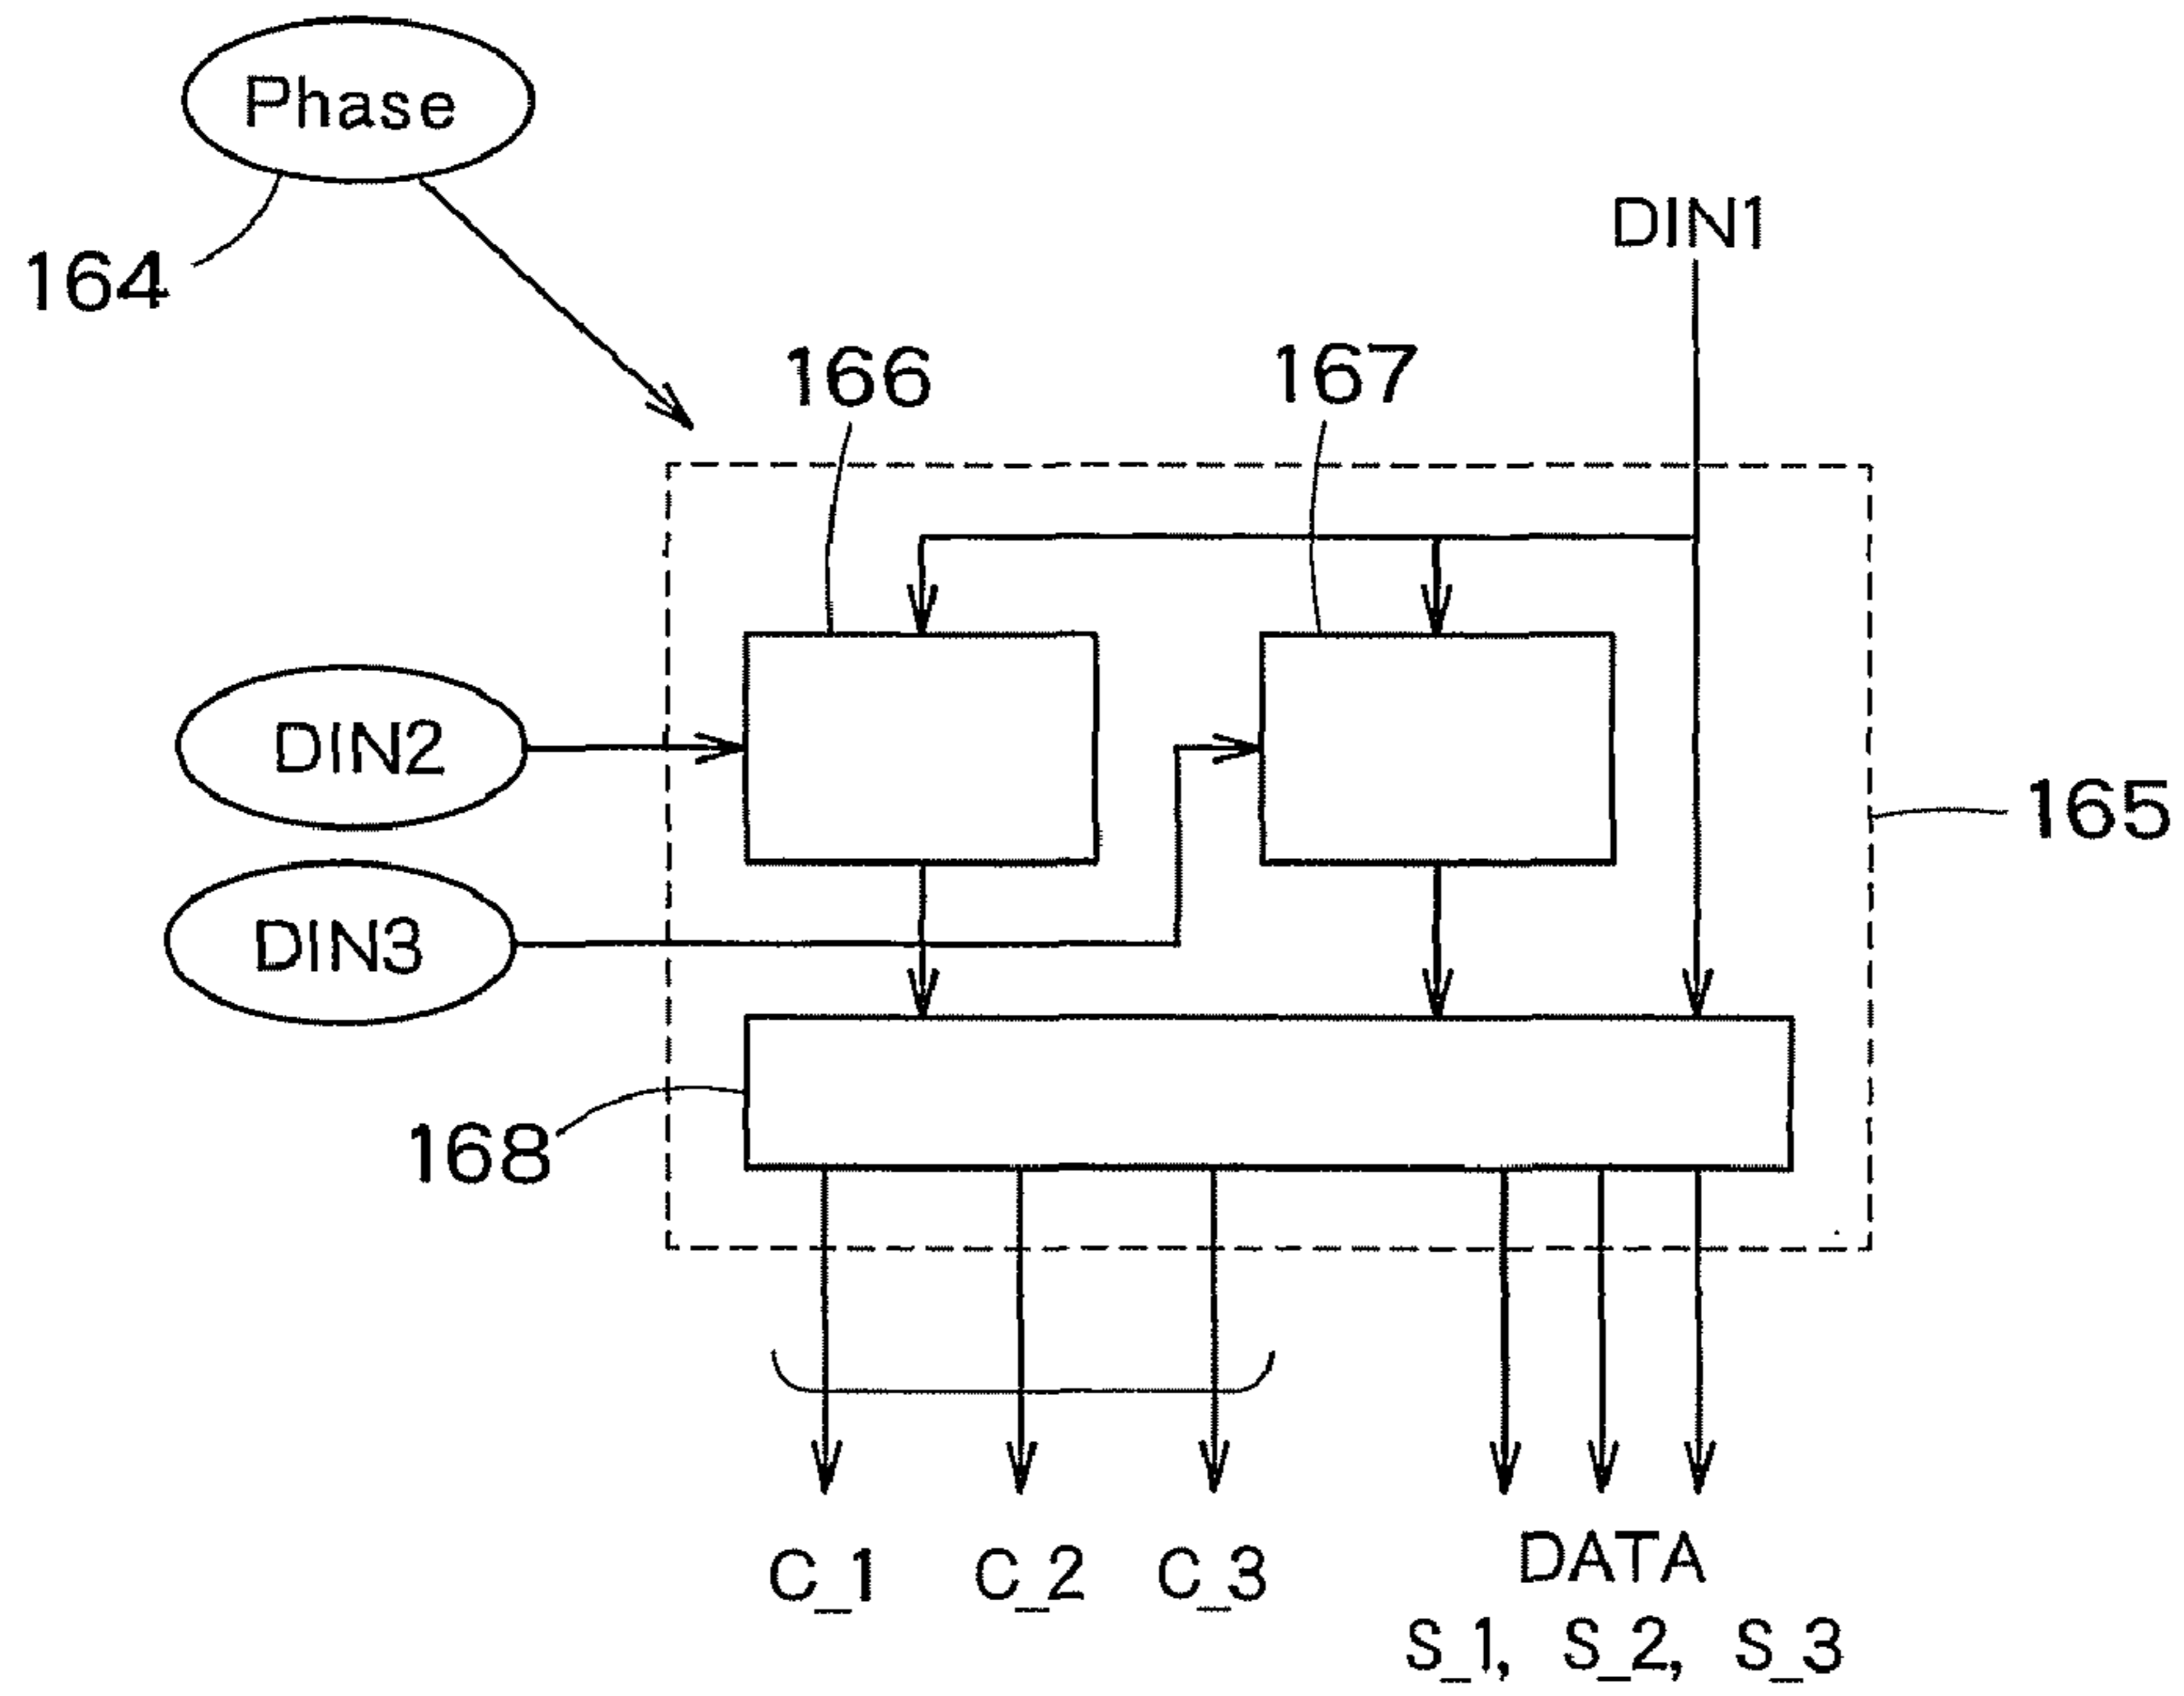 Phase
164
DIN1
166
167
DIN2
165
DIN3
168
C_1 C_2 C_3
DATA
S_1, S_2, S_3